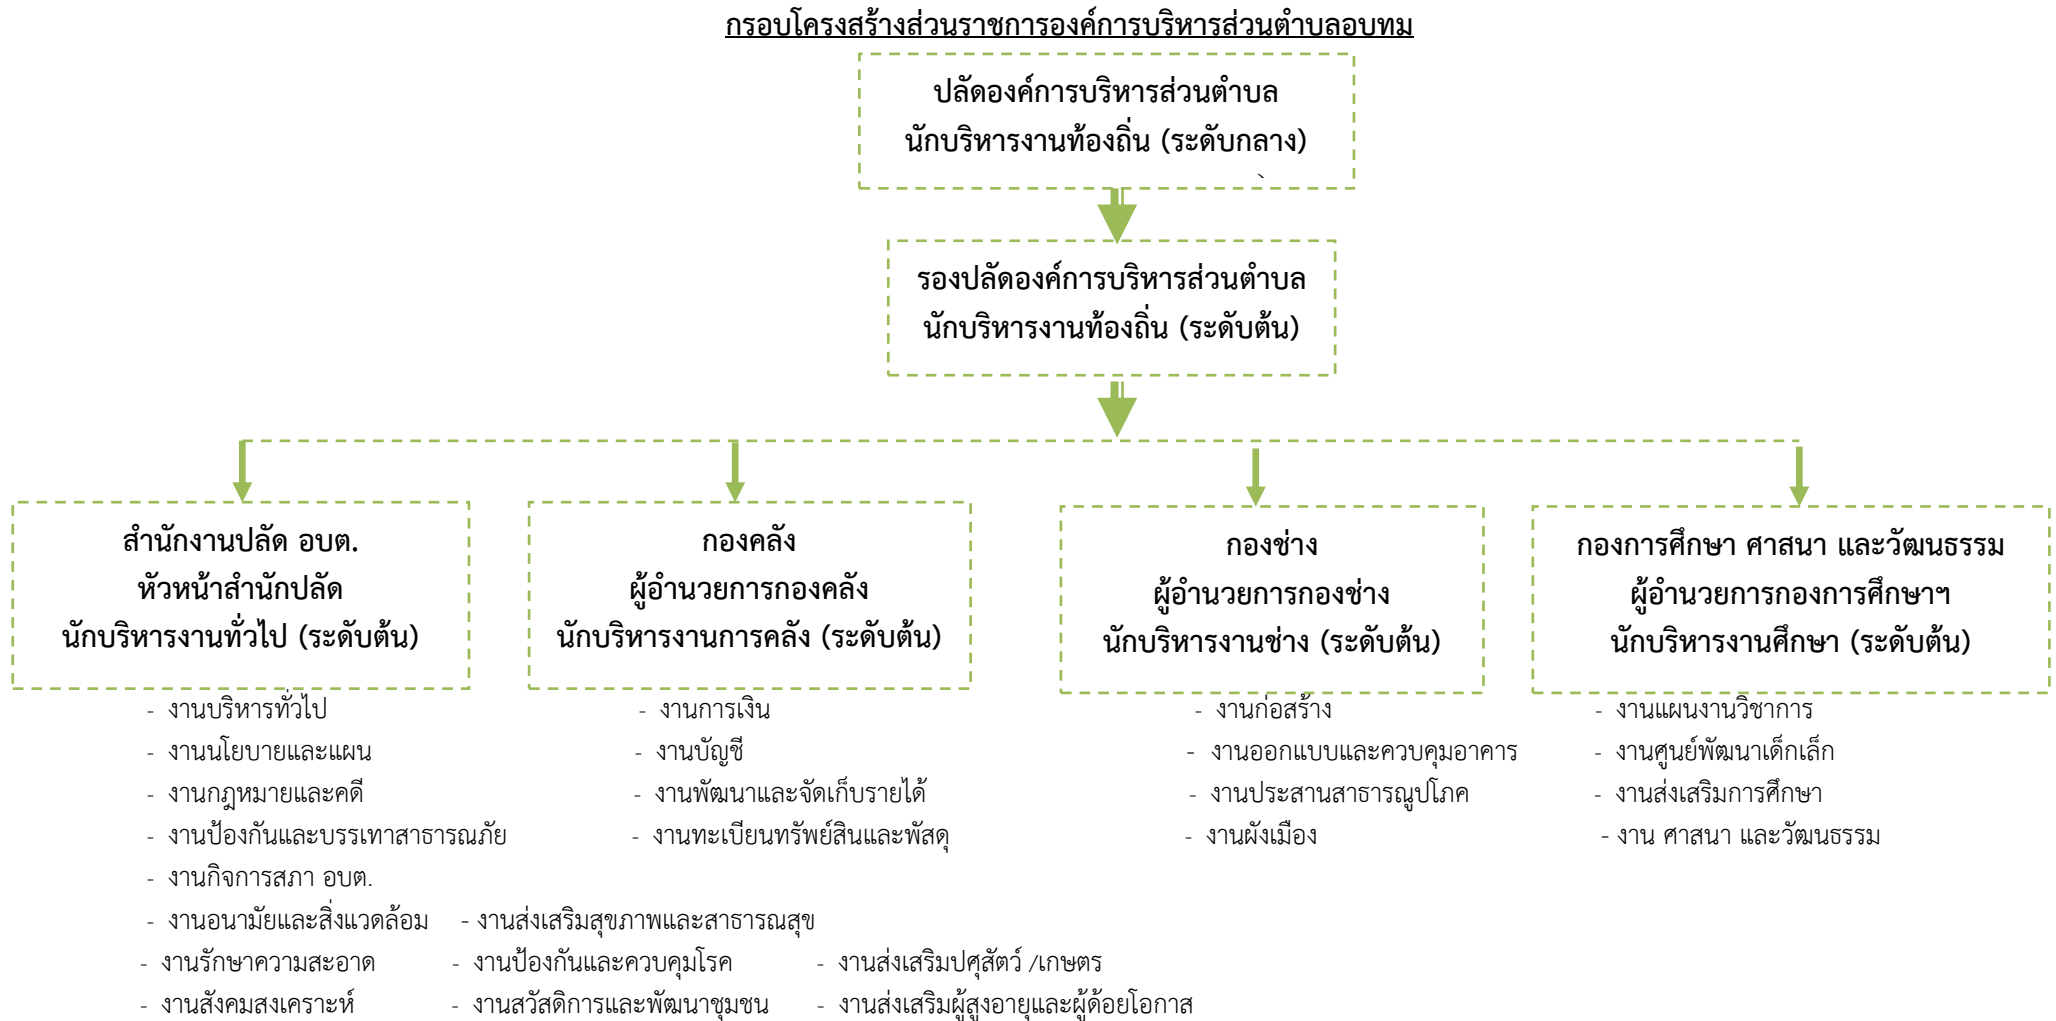 กรอบโครงสร้างส่วนราชการองค์การบริหารส่วนตำบลอบทม
ปลัดองค์การบริหารส่วนตำบล
นักบริหารงานท้องถิ่น (ระดับกลาง)
รองปลัดองค์การบริหารส่วนตำบล
นักบริหารงานท้องถิ่น (ระดับต้น)
สำนักงานปลัด อบต.
หัวหน้าสำนักปลัด
นักบริหารงานทั่วไป (ระดับต้น)
- งานบริหารทั่วไป
- งานนโยบายและแผน
- งานกฎหมายและคดี
- งานป้องกันและบรรเทาสาธารณภัย
- งานกิจการสภา อบต.
- งานอนามัยและสิ่งแวดล้อม - งานส่งเสริมสุขภาพและสาธารณสุข
- งานรักษาความสะอาด - งานป้องกันและควบคุมโรค - งานส่งเสริมปศุสัตว์ /เกษตร
- งานสังคมสงเคราะห์ - งานสวัสดิการและพัฒนาชุมชน - งานส่งเสริมผู้สูงอายุและผู้ด้อยโอกาส
กองคลัง
ผู้อำนวยการกองคลัง
นักบริหารงานการคลัง (ระดับต้น)
- งานการเงิน
- งานบัญชี
- งานพัฒนาและจัดเก็บรายได้
- งานทะเบียนทรัพย์สินและพัสดุ
กองช่าง
ผู้อำนวยการกองช่าง
นักบริหารงานช่าง (ระดับต้น)
- งานก่อสร้าง
- งานออกแบบและควบคุมอาคาร
- งานประสานสาธารณูปโภค
- งานผังเมือง
กองการศึกษา ศาสนา และวัฒนธรรม
ผู้อำนวยการกองการศึกษาฯ
นักบริหารงานศึกษา (ระดับต้น)
- งานแผนงานวิชาการ
- งานศูนย์พัฒนาเด็กเล็ก
- งานส่งเสริมการศึกษา
- งาน ศาสนา และวัฒนธรรม